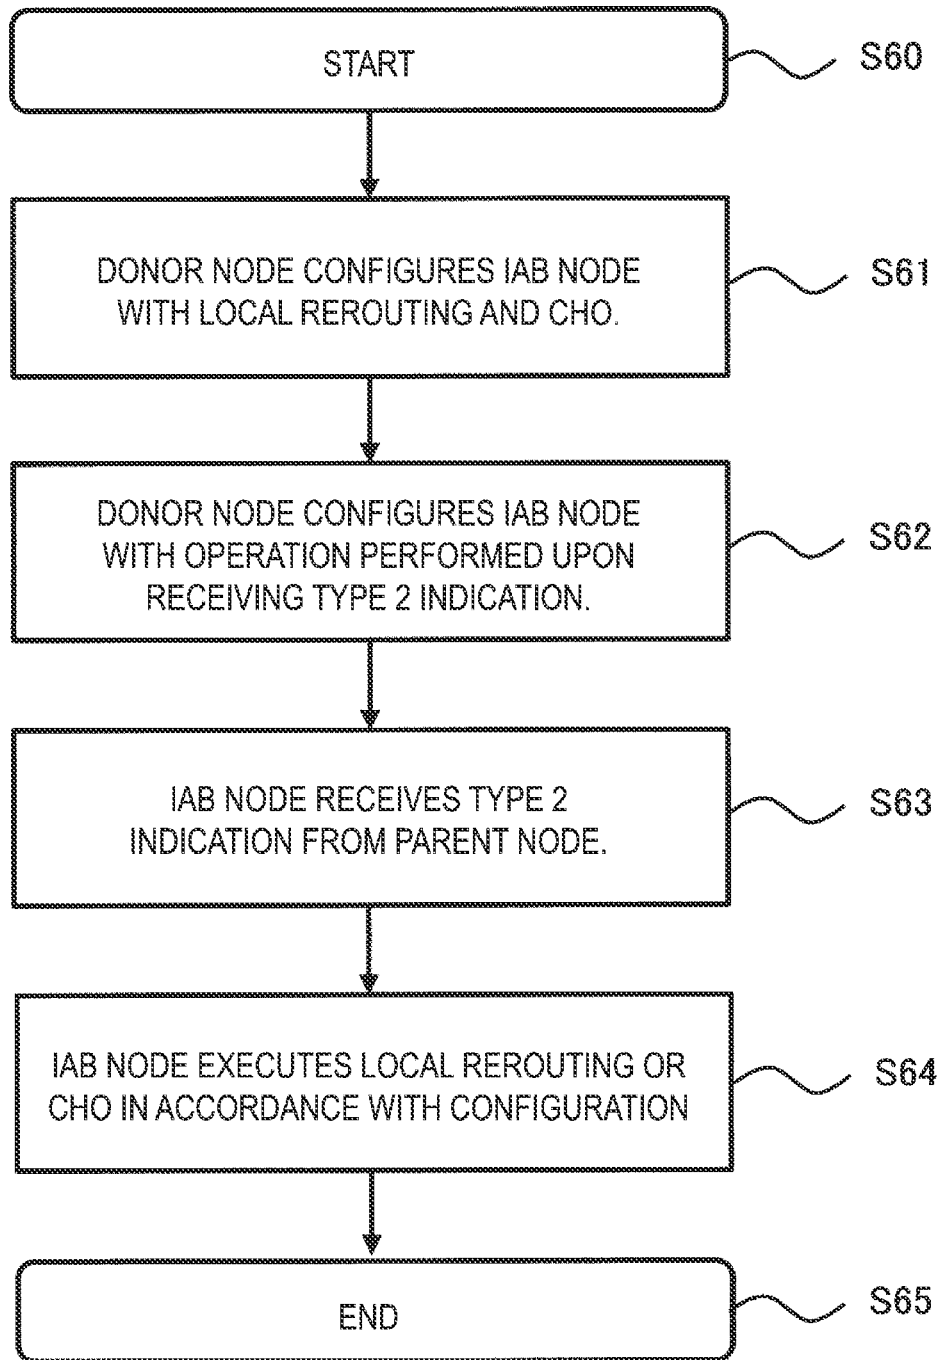 START
S60
DONOR NODE CONFIGURES IAB NODE
WITH LOCAL REROUTING AND CHO.
S61
DONOR NODE CONFIGURES IAB NODE
WITH OPERATION PERFORMED UPON
RECEIVING TYPE 2 INDICATION.
S62
IAB NODE RECEIVES TYPE 2
INDICATION FROM PARENT NODE.
S63
IAB NODE EXECUTES LOCAL REROUTING OR
CHO IN ACCORDANCE WITH CONFIGURATION
S64
END
S65